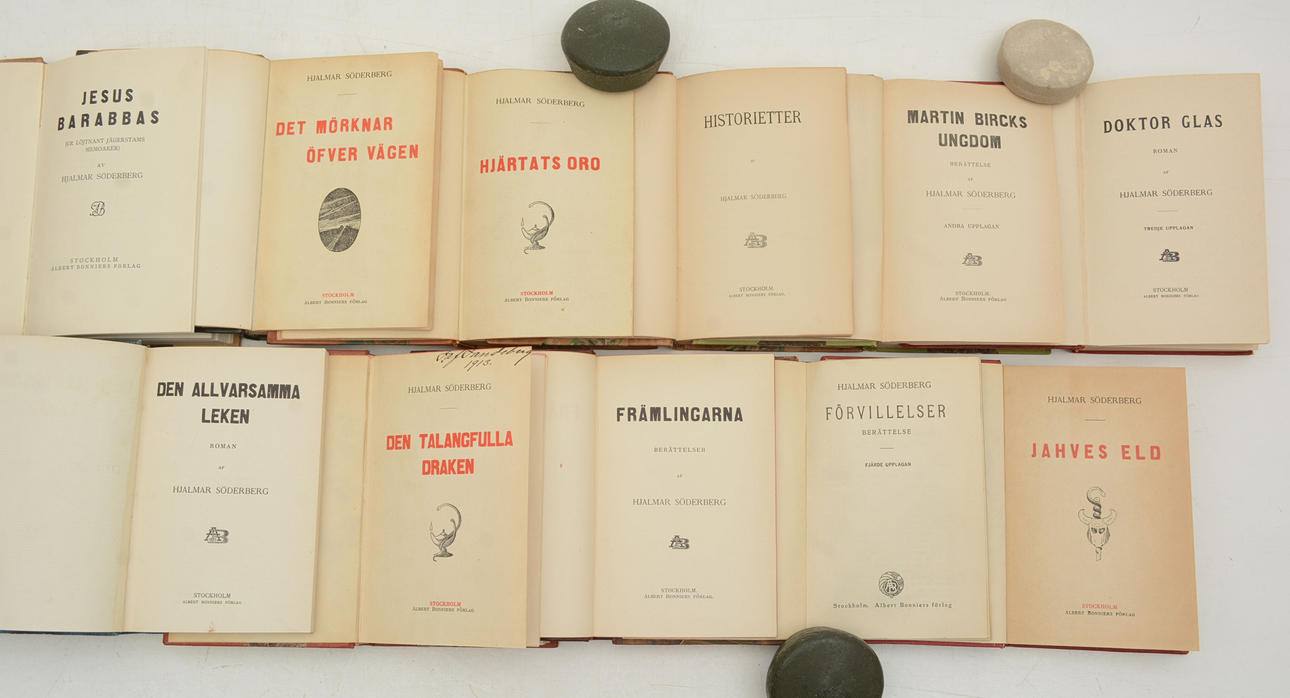 JESUS
BARABBAS
(UR LÖJTNANT JÄGERSTAMS
MEMOARER)
AV
HJALMAR SÖDERBERG
STOCKHOLM
ALBERT BONNIERS FÖRLAG
HJALMAR SÖDERBERG
DET MÖRKNAR
ÖFVER VÄGEN
STOCKHOLM
ALBERT BONNIERS FÖRLAG
HJALMAR SÖDERBERG
HJÄRTATS ORO
STOCKHOLM
ALBERT BONNIERS FÖRLAG
HISTORIETTER
AF
HJALMAR SÖDERBERG
STOCKHOLM
ALBERT BONNIERS FÖRLAG.
MARTIN BIRCKS
UNGDOM
BERÄTTELSE
AF
HJALMAR SÖDERBERG
ANDRA UPPLAGAN
STOCKHOLM
ALBERT BONNIERS FÖRLAG
DOKTOR GLAS
ROMAN
AF
HJALMAR SÖDERBERG
TREDJE UPPLAGAN
STOCKHOLM
ALBERT BONNIERS FÖRLAG
DEN ALLVARSAMMA
LEKEN
ROMAN
AF
HJALMAR SÖDERBERG
STOCKHOLM
ALBERT BONNIERS FÖRLAG
1913.
HJALMAR SÖDERBERG
DEN TALANGFULLA
DRAKEN
STOCKHOLM
ALBERT BONNIERS FÖRLAG
FRÄMLINGARNA
BERÄTTELSER
AF
HJALMAR SÖDERBERG
STOCKHOLM.
ALBERT BONNIERS FÖRLAG.
HJALMAR SÖDERBERG
FÖRVILLELSER
BERÄTTELSE
FJÄRDE UPPLAGAN
Stockholm. Albert Bonniers förlag
HJALMAR SÖDERBERG
JAHVES ELD
STOCKHOLM
ALBERT BONNIERS FÖRLAG